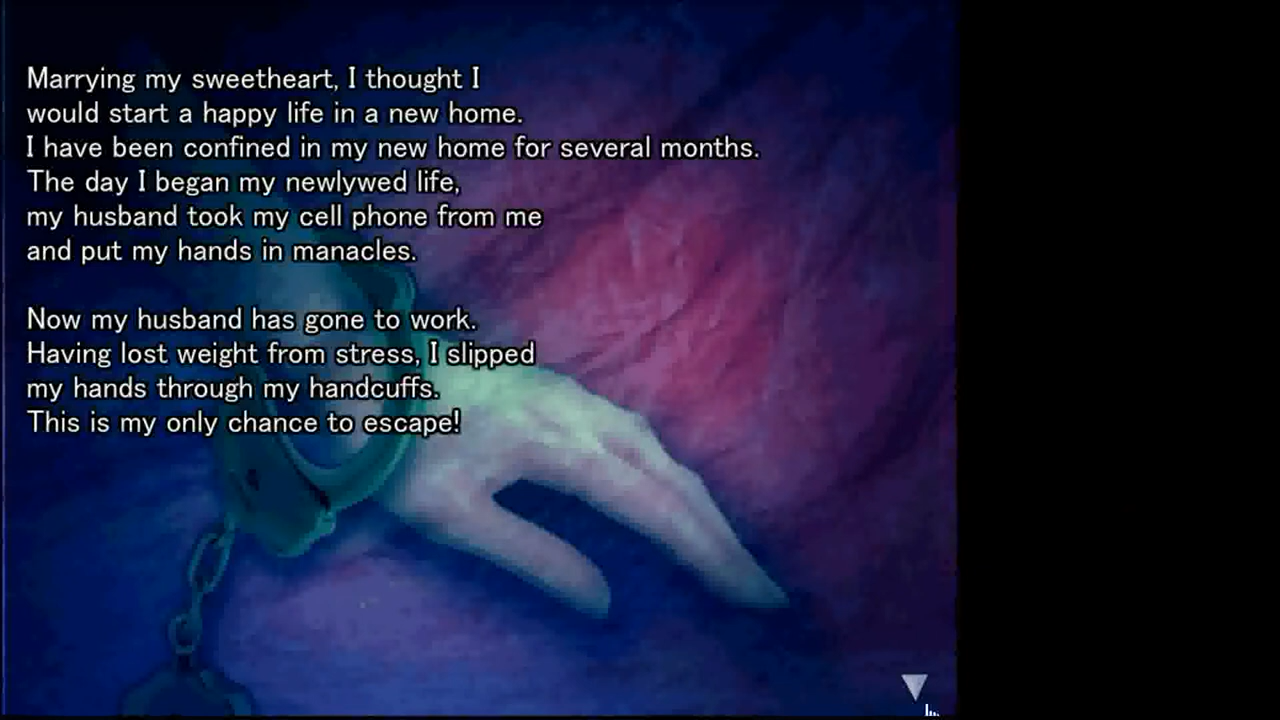 Marrying my sweetheart, I thought I
would start a happy life in a new home.
I have been confined in my new home for several months.
The day I began my newlywed life,
my husband took my cell phone from me
and put my hands in manacles.
Now my husband has gone to work.
Having lost weight from stress, I slipped
my hands through my handcuffs.
This is my only chance to escape!